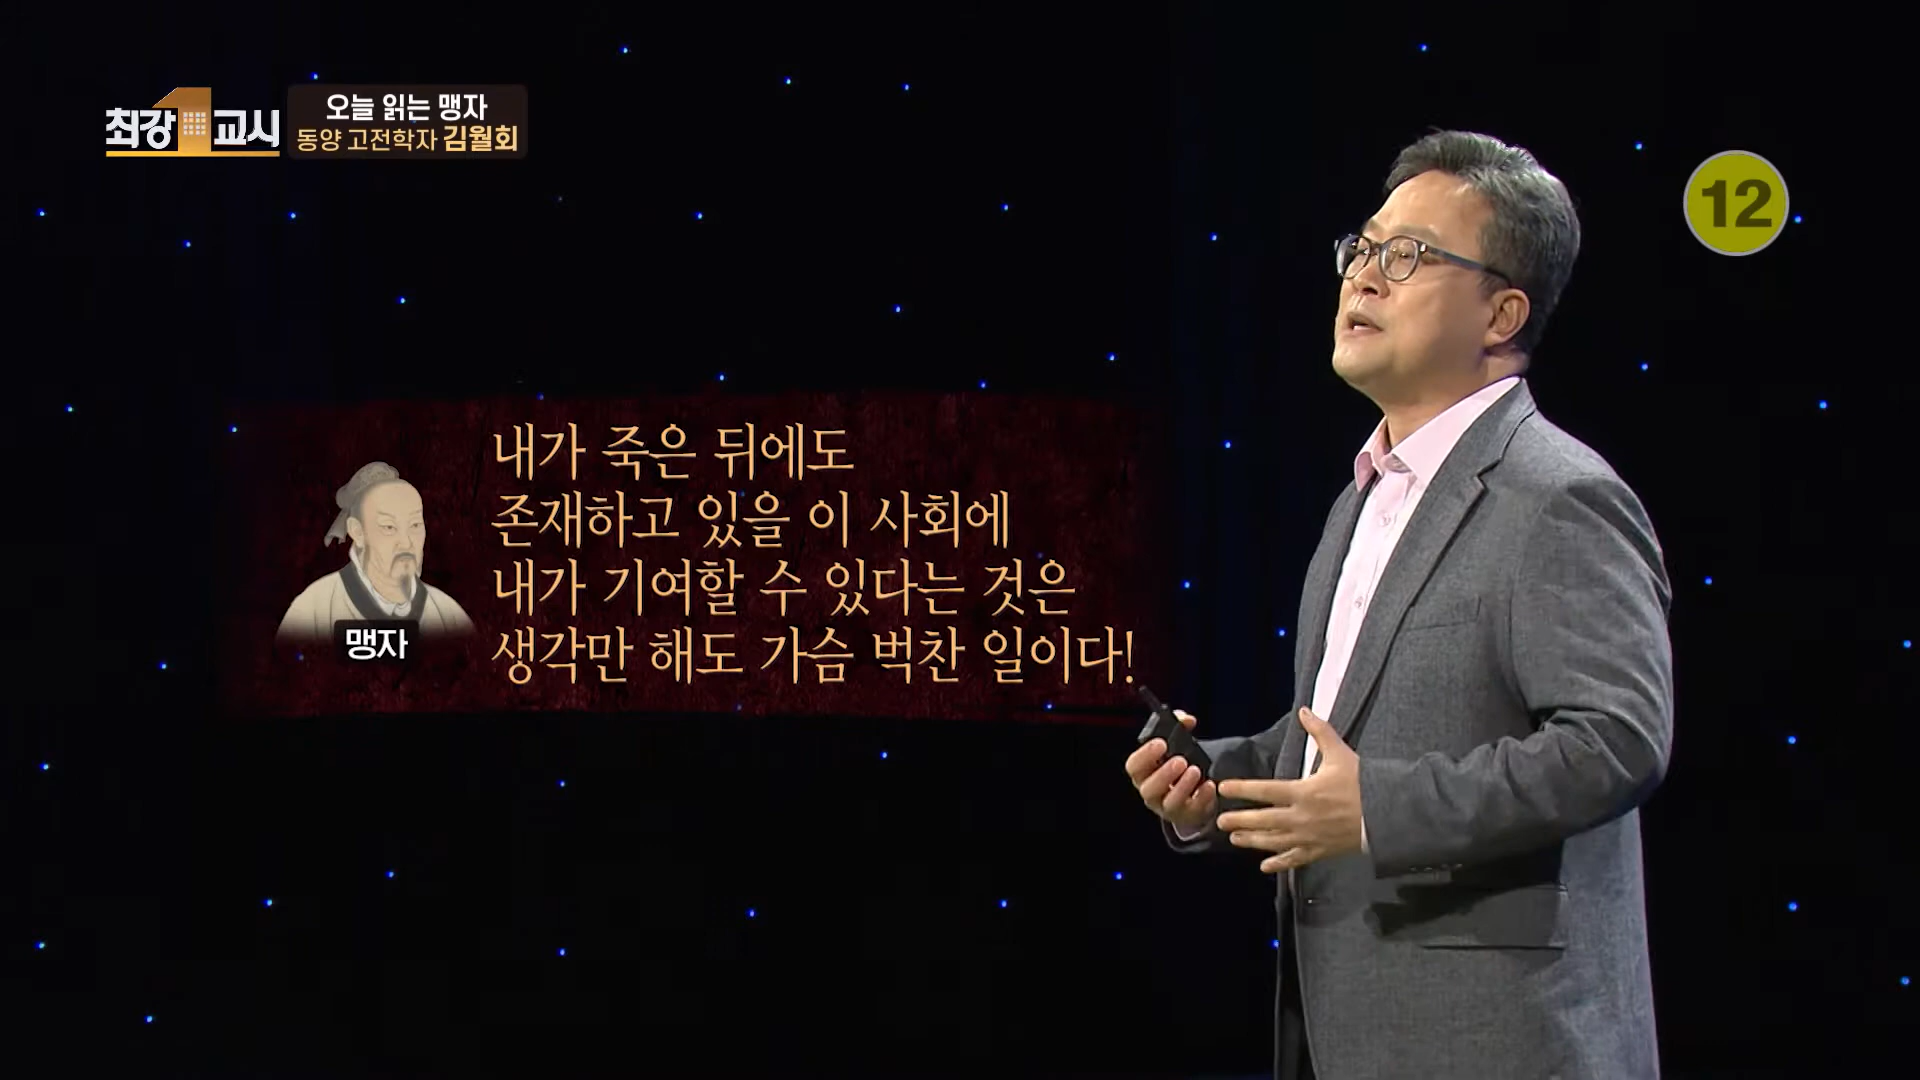 최강1교시
오늘 읽는 맹자
동양 고전학자 김월회
12
내가 죽은 뒤에도
존재하고 있을 이 사회에
내가 기여할 수 있다는 것은
생각만 해도 가슴 벅찬 일이다!
맹자